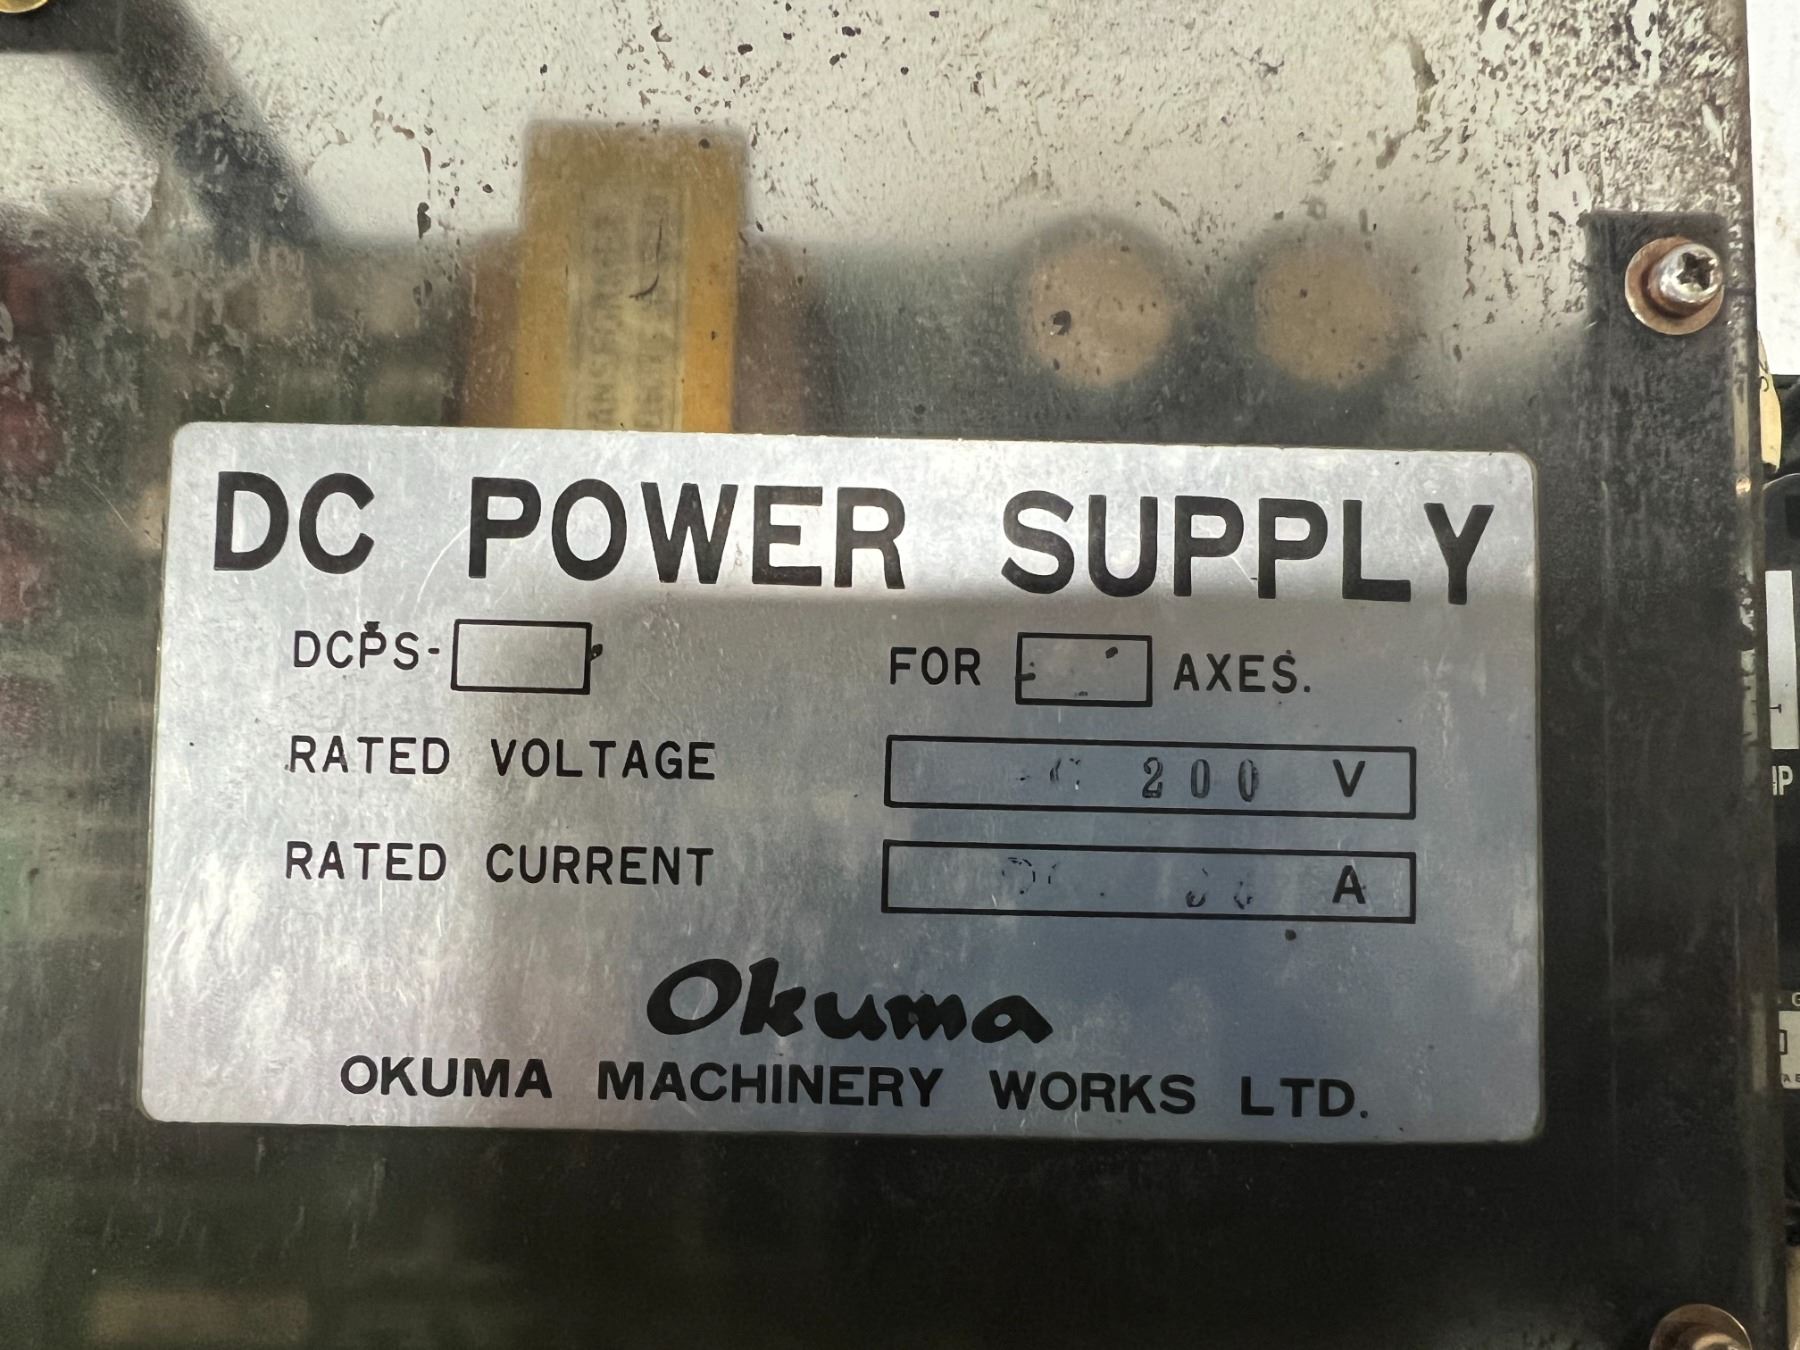 DC POWER SUPPLY
DCPS- FOR AXES.
RATED VOLTAGE 200 V
RATED CURRENT A
Okuma
OKUMA MACHINERY WORKS LTD.